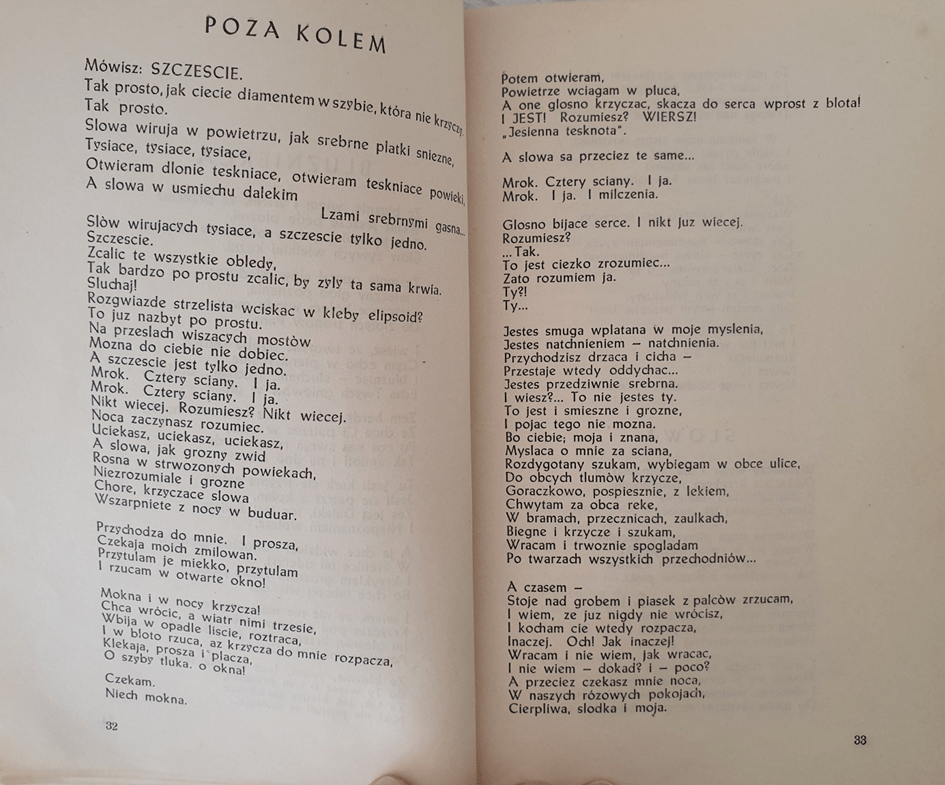 POZA KOLEM
Mówisz: SZCZESCIE.
Tak prosto, jak ciecie diamentem w szybie, która nie krzyczy.
Tak prosto.
Slowa wiruja w powietrzu, jak srebrne platki sniezne,
Tysiace, tysiace, tysiace,
Otwieram dlonie teskniace, otwieram teskniace powieki,
A slowa w usmiechu dalekim
Lzami srebrnymi gasna...
Slòw wirujacych tysiace, a szczescie tylko jedno.
Szczescie.
Zcalic te wszystkie obledy,
Tak bardzo po prostu zcalic, by zyly ta sama krwia.
Sluchaj!
Rozgwiazde strzelista wciskac w kleby elipsoid?
To juz nazbyt po prostu.
Na przeslach wiszacych mostòw
Mozna do ciebie nie dobiec.
A szczescie jest tylko jedno.
Mrok. Cztery sciany. I ja.
Mrok. Cztery sciany. I ja.
Nikt wiecej. Rozumiesz? Nikt wiecej.
Noca zaczynasz rozumiec.
Uciekasz, uciekasz, uciekasz,
A slowa, jak grozny zwid
Rosna w strwozonych powiekach,
Niezrozumiale i grozne
Chore, krzyczace slowa
Wszarpniete z nocy w buduar.
Przychodza do mnie. I prosza,
Czekaja moich zmilowan.
Przytulam je miekko, przytulam
I rzucam w otwarte okno!
Mokna i w nocy krzycza!
Chca wròcic, a wiatr nimi trzesie,
Wbija w opadle liscie, roztraca,
I w bloto rzuca, az krzycza do mnie rozpacza,
Klekaja, prosza i placza,
O szyby tluka. o okna!
Czekam.
Niech mokna.
32
Potem otwieram,
Powietrze wciagam w pluca,
A one glosno krzyczac, skacza do serca wprost z blota!
I JEST! Rozumiesz? WIERSZ!
„Jesienna tesknota".
A slowa sa przeciez te same...
Mrok. Cztery sciany. I ja.
Mrok. I ja. I milczenia.
Glosno bijace serce. I nikt juz wiecej.
Rozumiesz?
...Tak.
To jest ciezko zrozumiec...
Zato rozumiem ja.
Ty?!
Ty...
Jestes smuga wplatana w moje myslenia,
Jestes natchnieniem — natchnienia.
Przychodzisz drzaca i cicha —
Przestaje wtedy oddychac...
Jestes przedziwnie srebrna.
I wiesz?... To nie jestes ty.
To jest i smieszne i grozne,
I pojac tego nie mozna.
Bo ciebie; moja i znana,
Myslaca o mnie za sciana,
Rozdygotany szukam, wybiegam w obce ulice,
Do obcych tlumów krzycze,
Goraczkowo, pospiesznie, z lekiem,
Chwytam za obca reke,
W bramach, przecznicach, zaulkach,
Biegne i krzycze i szukam,
Wracam i trwoznie spogladam
Po twarzach wszystkich przechodniów...
A czasem —
Stoje nad grobem i piasek z palców zrzucam,
I wiem, ze juz nigdy nie wrócisz,
I kodham cie wtedy rozpacza,
Inaczej. Och! Jak inaczej!
Wracam i nie wiem, jak wracac,
I nie wiem — dokad? i — poco?
A przeciez czekasz mnie noca,
W naszych rózowych pokojach,
Cierpliwa, slodka i moja.
33